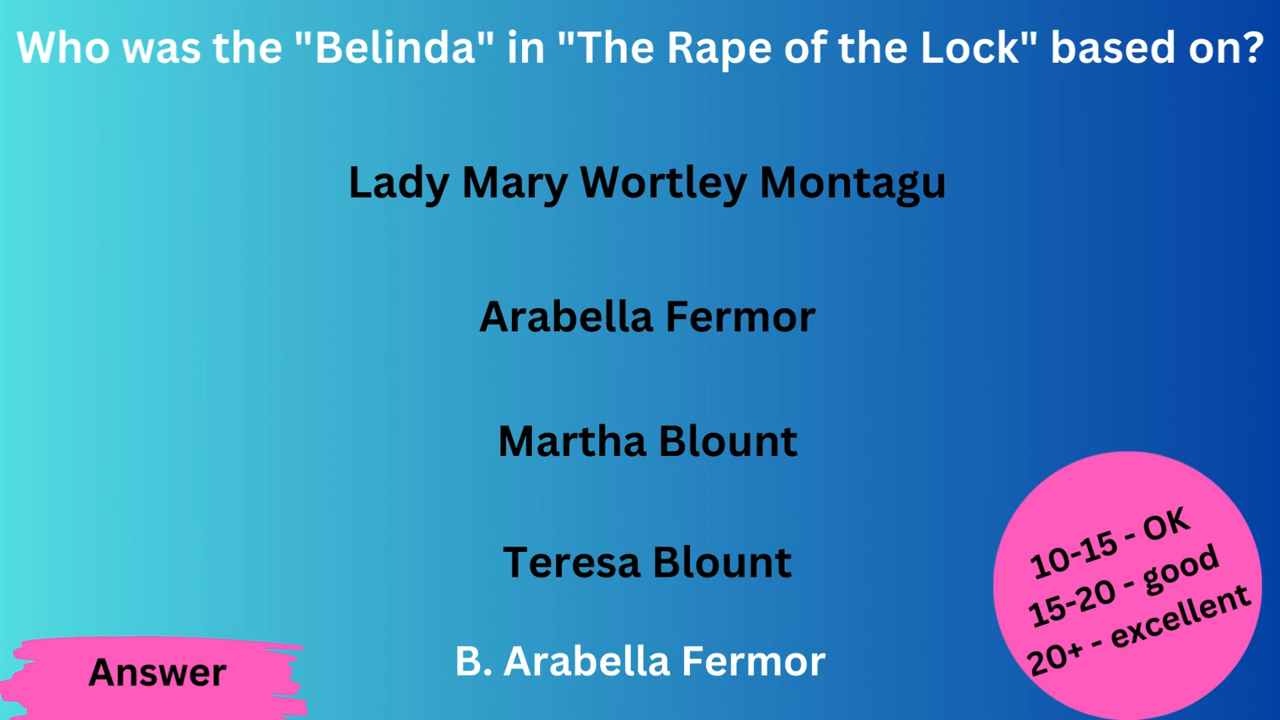 Who was the "Belinda" in "The Rape of the Lock" based on?
Lady Mary Wortley Montagu
Arabella Fermor
Martha Blount
Teresa Blount
10-15 - OK
15-20 - good
20+ - excellent
Answer
B. Arabella Fermor